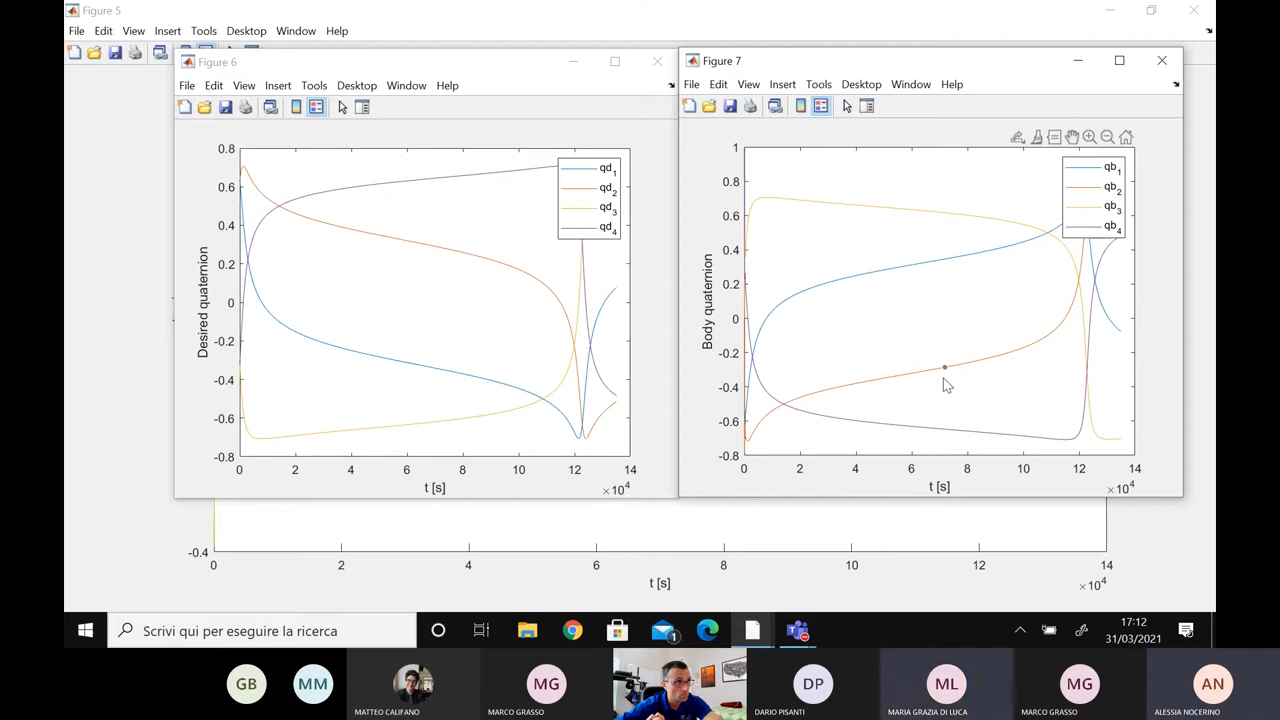 Figure 5
File Edit View Insert Tools Desktop Window Help
Figure 6
File Edit View Insert Tools Desktop Window Help
0.8
0.6
0.4
0.2
0
-0.2
-0.4
-0.6
-0.8
Desired quaternion
qd1
qd2
qd3
qd4
0 2 4 6 8 10 12 14
t [s]
×10^4
Figure 7
File Edit View Insert Tools Desktop Window Help
1
0.8
0.6
0.4
0.2
0
-0.2
-0.4
-0.6
-0.8
Body quaternion
qb1
qb2
qb3
qb4
0 2 4 6 8 10 12 14
t [s]
×10^4
-0.4
0 2 4 6 8 10 12 14
t [s]
×10^4
Scrivi qui per eseguire la ricerca
1
17:12
31/03/2021
GB
MM
MATTEO CALIFANO
MG
MARCO GRASSO
DP
DARIO PISANTI
ML
MARIA GRAZIA DI LUCA
MG
MARCO GRASSO
AN
ALESSIA NOCERINO